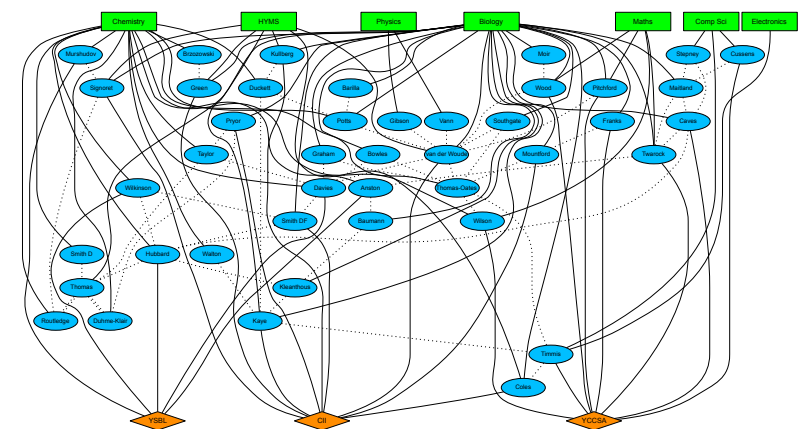 Chemistry HYMS Physics Biology Maths Comp Sci Electronics
Murshudov Brzozowski Kullberg Moir Stepney Cussens
Signoret Green Duckett Sarilla Wood Pitchford Maitland
Pryor Potts Gibson Vann Southgate Franks Caves
Taylor Graham Bowles van der Woude Mountford Twarock
Wilkinson Davies Anston Thomas-Oates
Smith DF Baumann Wilson
Smith D Hubbard Walton
Thomas Kleanthous
Routledge Duhme-Klair Kaye
Timmis
Coles
YSBL CII YCCSA